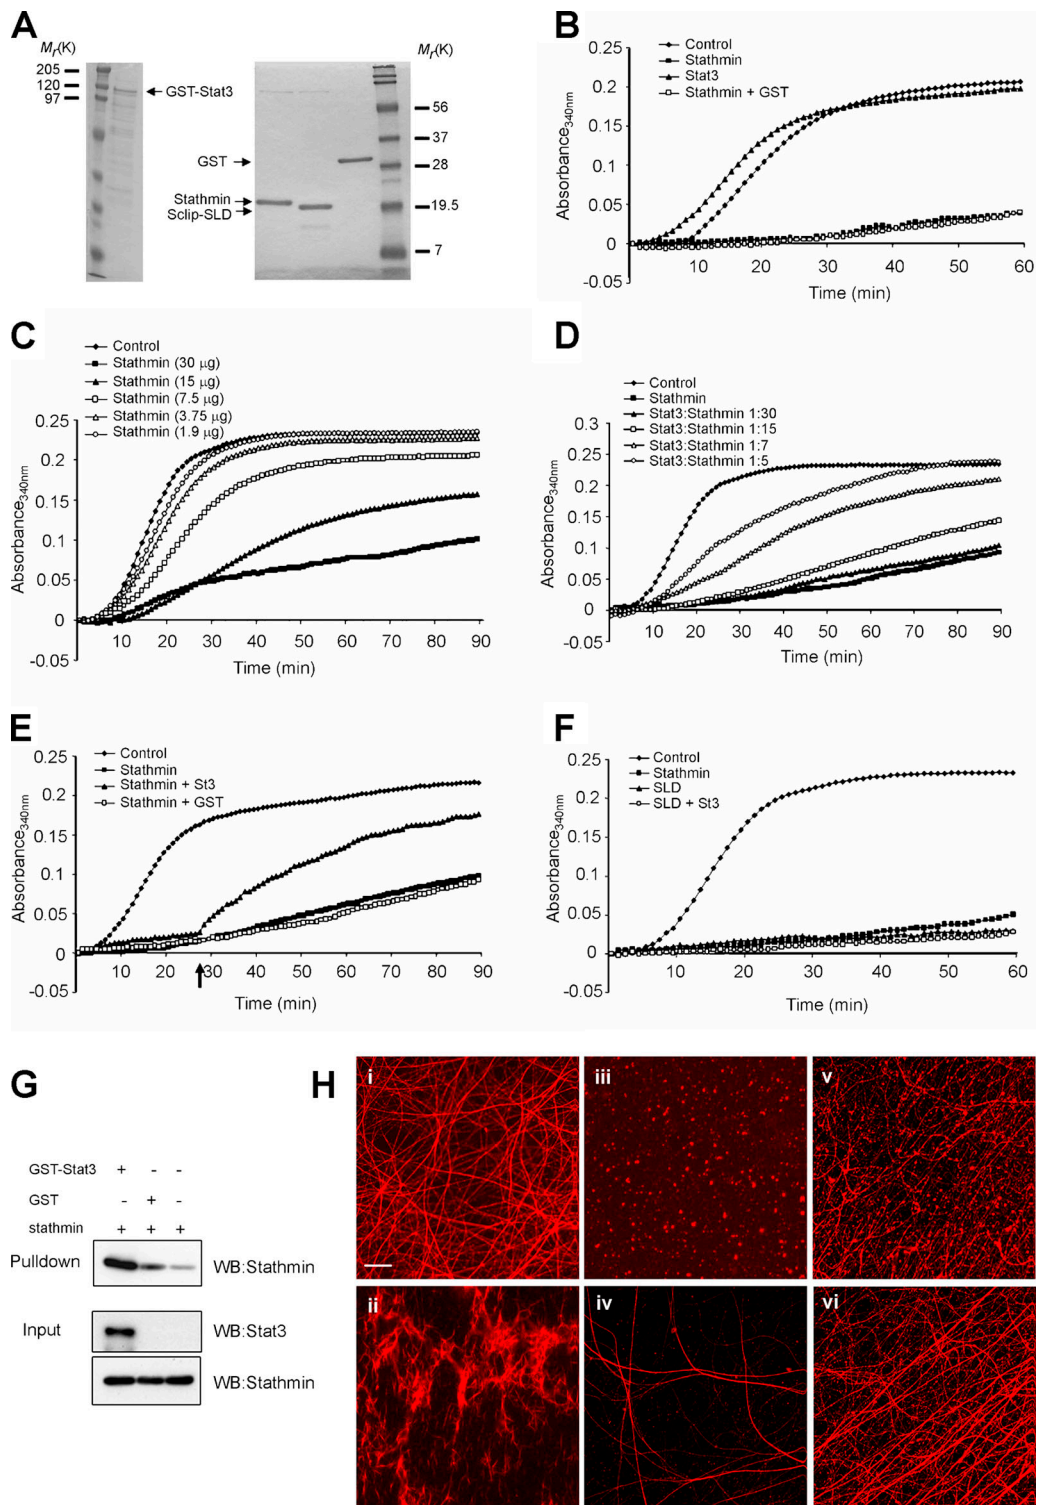 A
Mr(K)
205
120
97
GST-Stat3
GST
Stathmin
Sclip-SLD
Mr(K)
56
37
28
19.5
7
B
Control
Stathmin
Stat3
Stathmin + GST
Absorbance340nm
0.25
0.2
0.15
0.1
0.05
0
-0.05
10 20 30 40 50 60
Time (min)
C
Control
Stathmin (30 µg)
Stathmin (15 µg)
Stathmin (7.5 µg)
Stathmin (3.75 µg)
Stathmin (1.9 µg)
Absorbance340nm
0.25
0.2
0.15
0.1
0.05
0
-0.05
10 20 30 40 50 60 70 80 90
Time (min)
D
Control
Stathmin
Stat3:Stathmin 1:30
Stat3:Stathmin 1:15
Stat3:Stathmin 1:7
Stat3:Stathmin 1:5
Absorbance340nm
0.3
0.25
0.2
0.15
0.1
0.05
0
-0.05
10 20 30 40 50 60 70 80 90
Time (min)
E
Control
Stathmin
Stathmin + St3
Stathmin + GST
Absorbance340nm
0.25
0.2
0.15
0.1
0.05
0
-0.05
10 20 30 40 50 60 70 80 90
Time (min)
F
Control
Stathmin
SLD
SLD + St3
Absorbance340nm
0.25
0.2
0.15
0.1
0.05
0
-0.05
10 20 30 40 50 60
Time (min)
G
GST-Stat3 + - -
GST - + -
stathmin + + +
Pulldown WB:Stathmin
Input WB:Stat3
WB:Stathmin
H
i
iii
v
ii
iv
vi